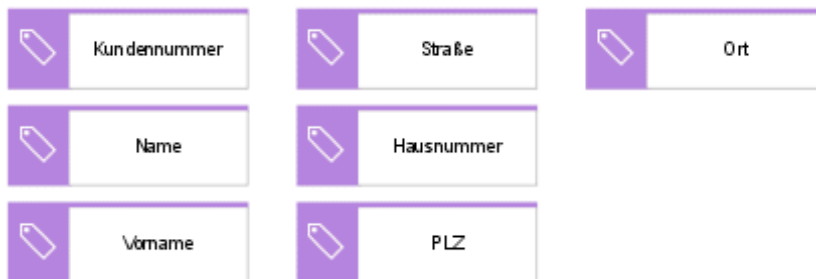 Kundennummer
Name
Vorname
Straße
Hausnummer
PLZ
Ort